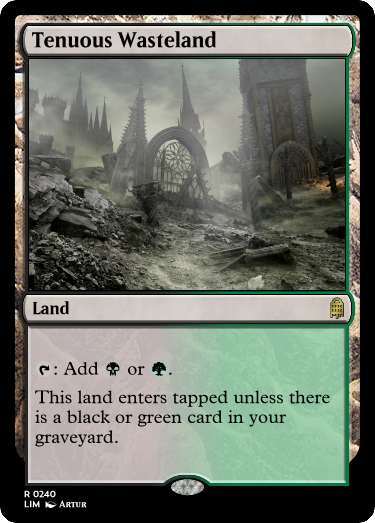 Tenuous Wasteland
Land
: Add or .
This land enters tapped unless there
is a black or green card in your
graveyard.
R 0240
LIM Artur